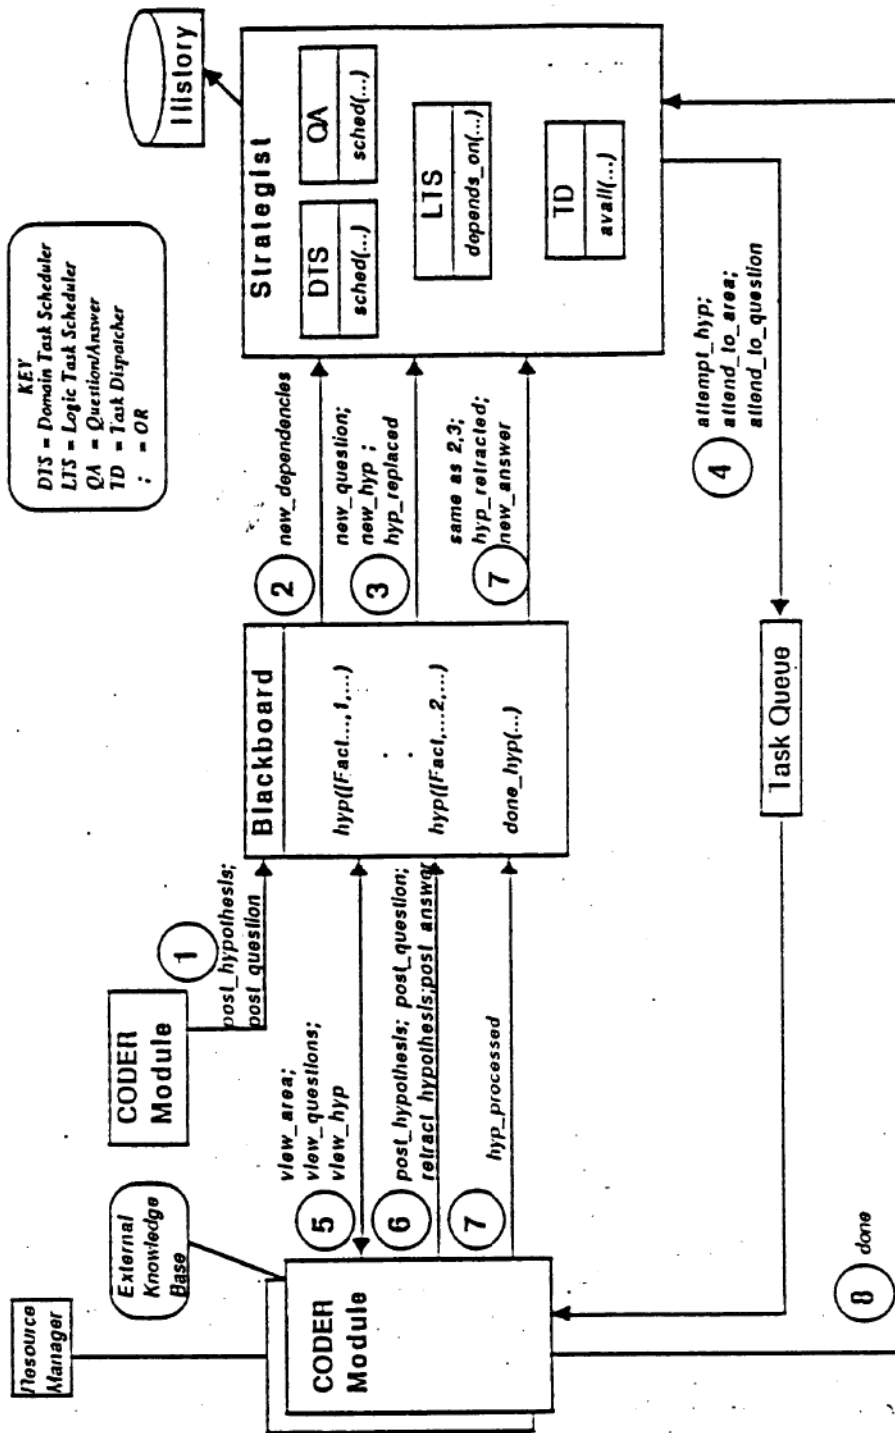 KEY
DTS = Domain Task Scheduler
LTS = Logic Task Scheduler
QA = Question/Answer
TD = Task Dispatcher
; = OR
History
Resource
Manager
External
Knowledge
Base
CODER
Module
CODER
Module
1
post_hypothesis;
post_question
5
view_area;
view_questions;
view_hyp
6
post_hypothesis; post_question;
retract_hypothesis;post_answer
7
hyp_processed
Blackboard
hyp([Fact...,1,...)
hyp([Fact,...2,...)
done_hyp(...)
2
new_dependencies
3
new_question;
new_hyp ;
hyp_replaced
7
same as 2,3;
hyp_retracted;
new_answer
Strategist
DTS
sched(...)
QA
sched(...)
LTS
depends_on(...)
TD
avail(...)
4
attempt_hyp;
attend_to_area;
attend_to_question
Task Queue
8
done